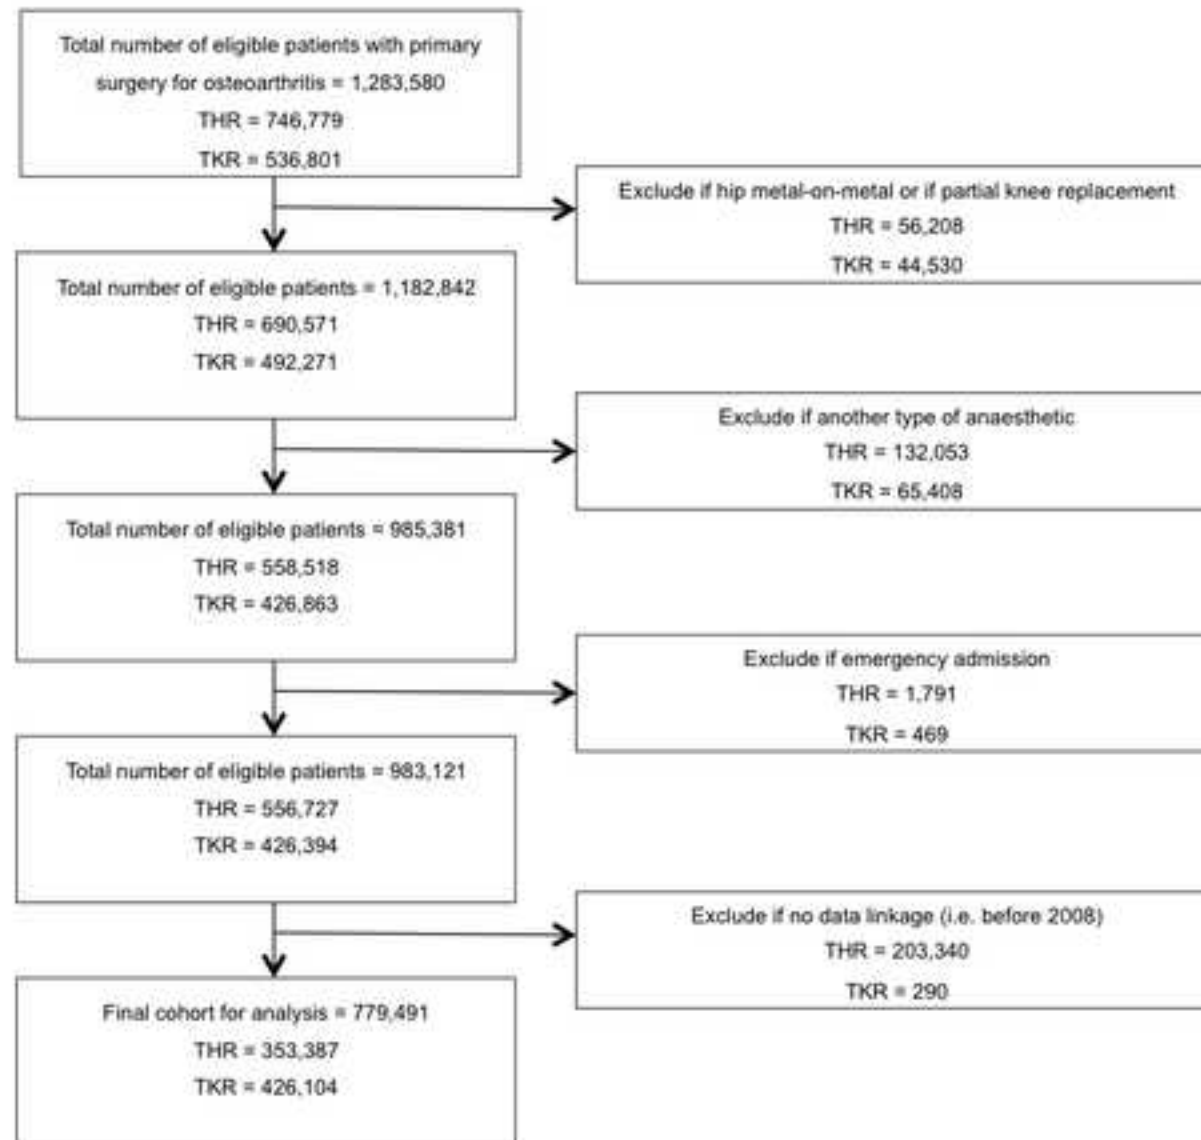 Total number of eligible patients with primary
surgery for osteoarthritis = 1,283,580
THR = 746,779
TKR = 536,801
Exclude if hip metal-on-metal or if partial knee replacement
THR = 56,208
TKR = 44,530
Total number of eligible patients = 1,182,842
THR = 690,571
TKR = 492,271
Exclude if another type of anaesthetic
THR = 132,053
TKR = 65,408
Total number of eligible patients = 985,381
THR = 558,518
TKR = 426,863
Exclude if emergency admission
THR = 1,791
TKR = 469
Total number of eligible patients = 983,121
THR = 556,727
TKR = 426,394
Exclude if no data linkage (i.e. before 2008)
THR = 203,340
TKR = 290
Final cohort for analysis = 779,491
THR = 353,387
TKR = 426,104